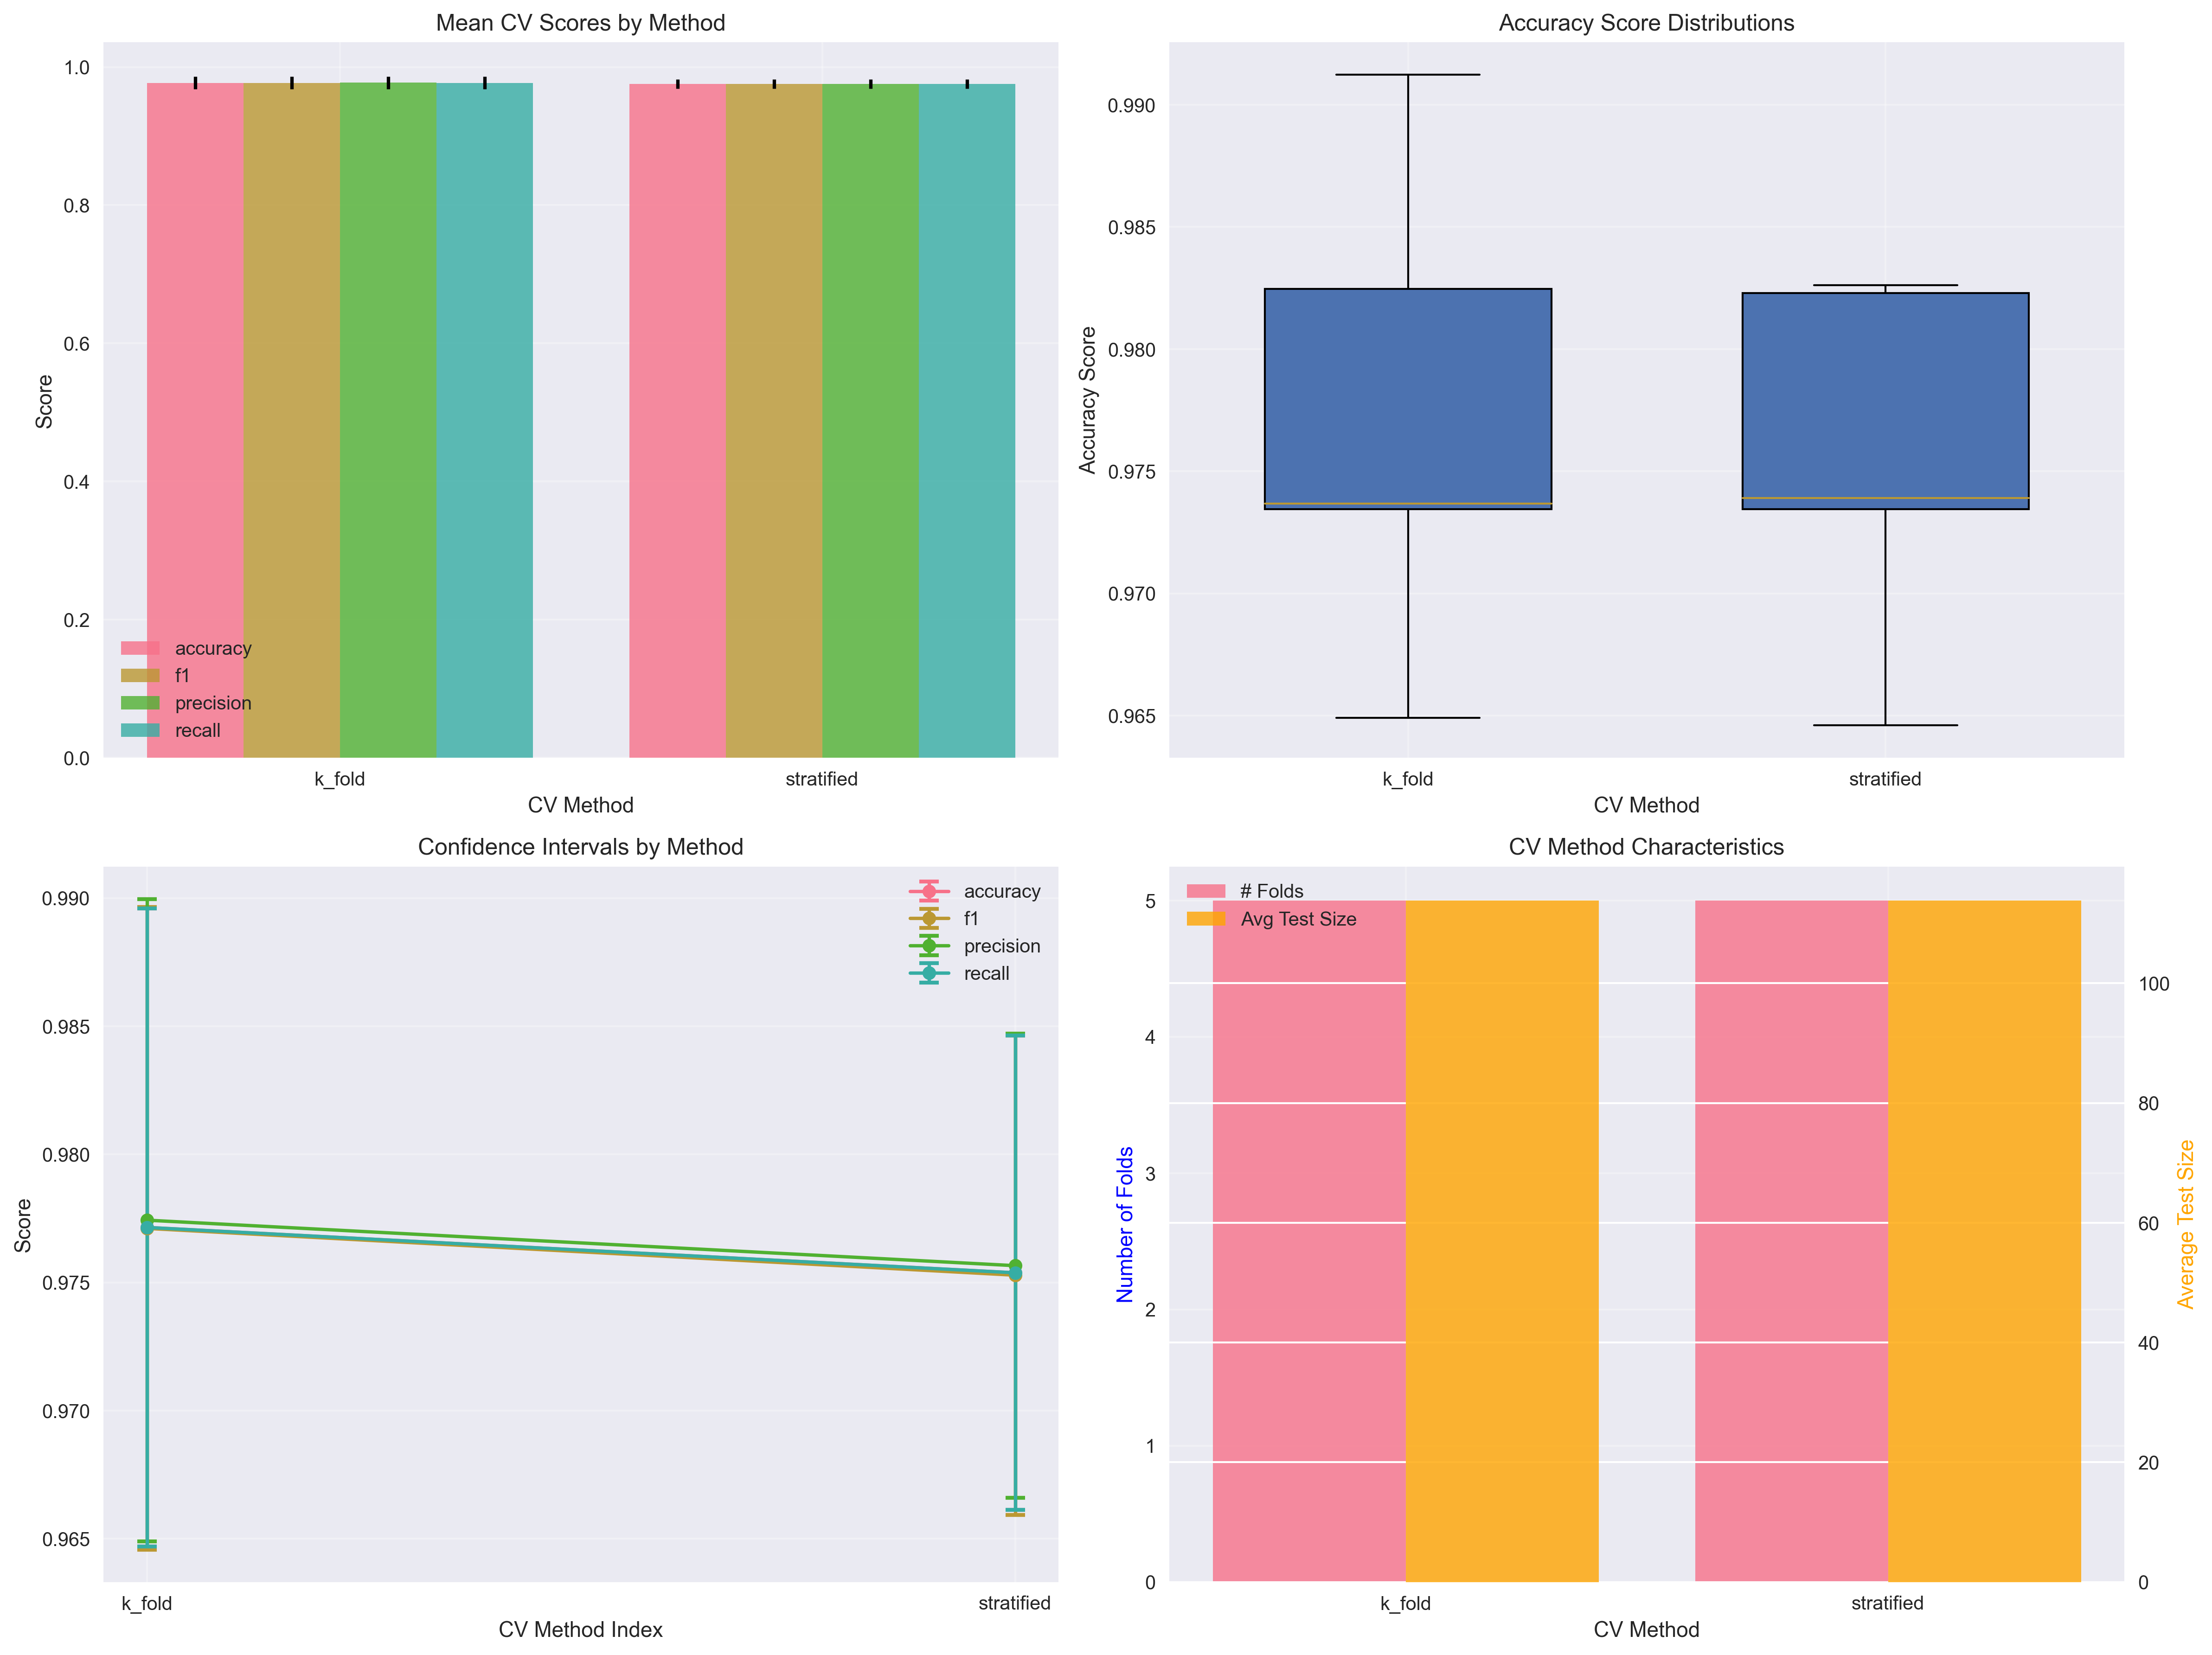 Mean CV Scores by Method
1.0
0.8
0.6
0.4
0.2
0.0
Score
accuracy
f1
precision
recall
k_fold
stratified
CV Method
Accuracy Score Distributions
0.990
0.985
0.980
0.975
0.970
0.965
Accuracy Score
k_fold
stratified
CV Method
Confidence Intervals by Method
0.990
0.985
0.980
0.975
0.970
0.965
Score
accuracy
f1
precision
recall
k_fold
stratified
CV Method Index
CV Method Characteristics
# Folds
Avg Test Size
5
4
3
2
1
0
Number of Folds
100
80
60
40
20
0
Average Test Size
k_fold
stratified
CV Method